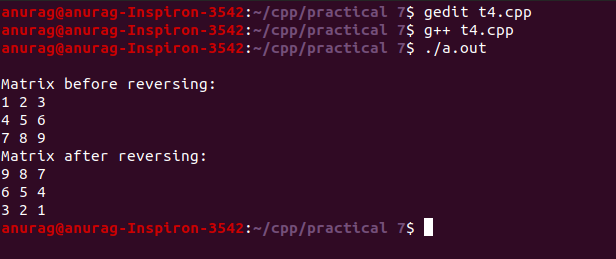 anurag@anurag-Inspiron-3542:~/cpp/practical 7$ gedit t4.cpp
anurag@anurag-Inspiron-3542:~/cpp/practical 7$ g++ t4.cpp
anurag@anurag-Inspiron-3542:~/cpp/practical 7$ ./a.out
Matrix before reversing:
1 2 3
4 5 6
7 8 9
Matrix after reversing:
9 8 7
6 5 4
3 2 1
anurag@anurag-Inspiron-3542:~/cpp/practical 7$